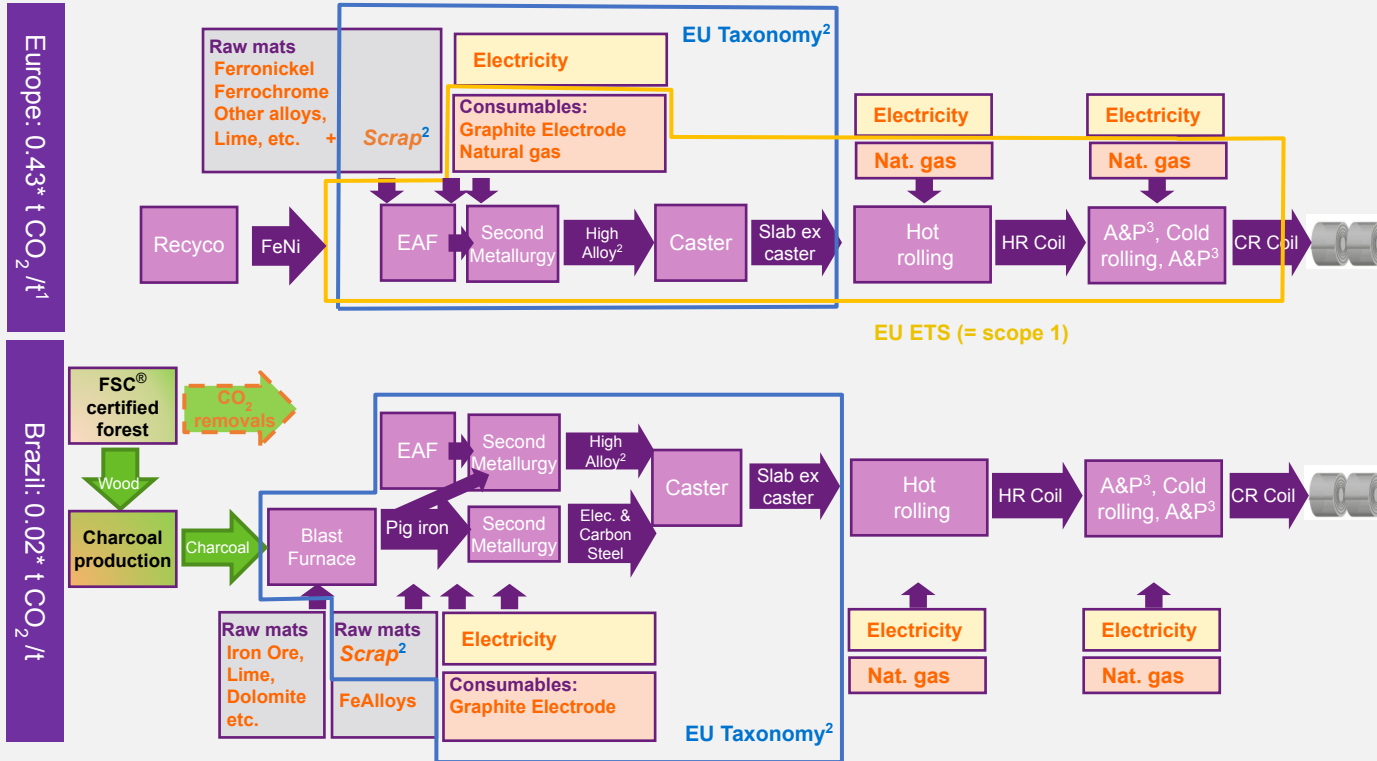 Europe: 0.43* t CO₂ /t¹
EU Taxonomy²
Raw mats
Ferronickel
Ferrochrome
Other alloys,
Lime, etc. + Scrap²
Electricity
Consumables:
Graphite Electrode
Natural gas
Electricity
Nat. gas
Electricity
Nat. gas
Recyco
FeNi
EAF
Second
Metallurgy
High
Alloy²
Caster
Slab ex
caster
Hot
rolling
HR Coil
A&P³, Cold
rolling, A&P³
CR Coil
EU ETS (= scope 1)
Brazil: 0.02* t CO₂ /t
FSC®
certified
forest
CO₂
removals
Wood
Charcoal
production
Charcoal
EAF
Second
Metallurgy
High
Alloy²
Blast
Furnace
Pig iron
Second
Metallurgy
Elec. &
Carbon
Steel
Caster
Slab ex
caster
Hot
rolling
HR Coil
A&P³, Cold
rolling, A&P³
CR Coil
Raw mats
Iron Ore,
Lime,
Dolomite
etc.
Raw mats
Scrap²
FeAlloys
Electricity
Consumables:
Graphite Electrode
Electricity
Nat. gas
Electricity
Nat. gas
EU Taxonomy²